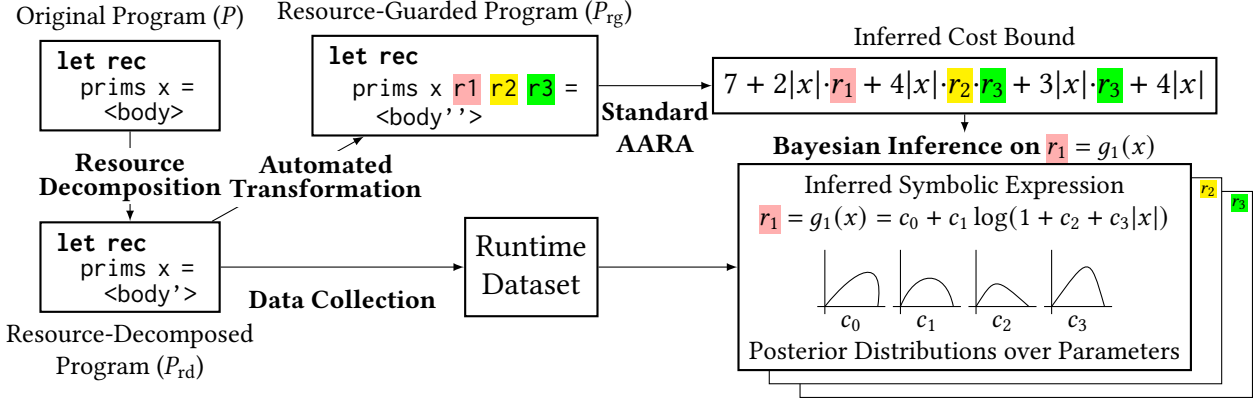 Original Program (P)
let rec
prims x =
<body>
Resource
Decomposition
let rec
prims x =
<body'>
Resource-Decomposed
Program (Prd)
Resource-Guarded Program (Prg)
let rec
prims x r1 r2 r3 =
<body''>
Automated
Transformation
Standard
AARA
Inferred Cost Bound
7 + 2|x|·r1 + 4|x|·r2·r3 + 3|x|·r3 + 4|x|
Bayesian Inference on r1 = g1(x)
Data Collection
Runtime
Dataset
Inferred Symbolic Expression
r1 = g1(x) = c0 + c1 log(1 + c2 + c3|x|)
c0 c1 c2 c3
Posterior Distributions over Parameters
r2
r3